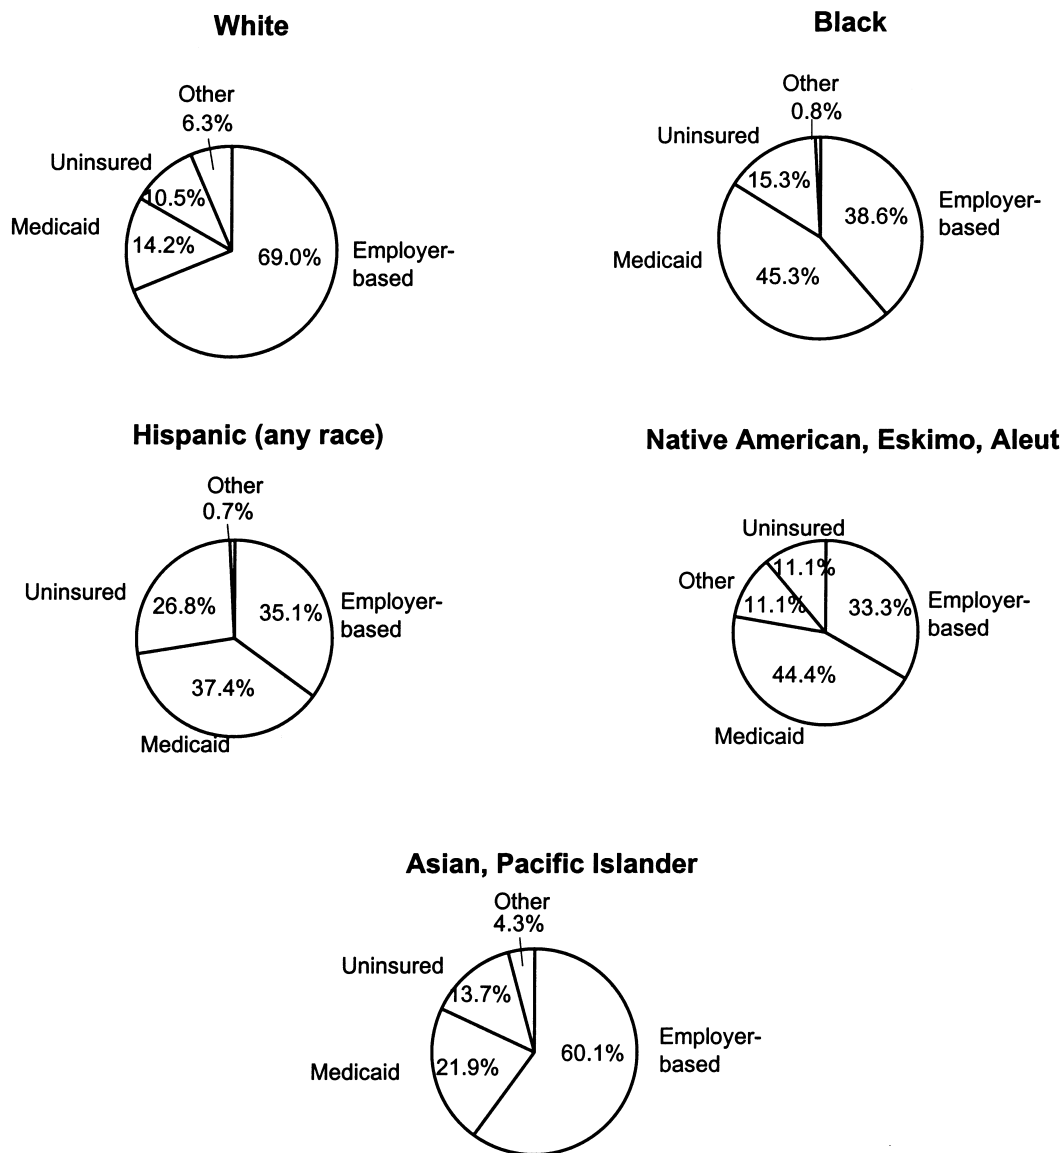 White
Other
6.3%
Uninsured
10.5%
Medicaid
14.2%
69.0%
Employer-
based
Black
Other
0.8%
Uninsured
15.3%
38.6%
Employer-
based
Medicaid
45.3%
Hispanic (any race)
Other
0.7%
Uninsured
26.8%
35.1%
Employer-
based
37.4%
Medicaid
Native American, Eskimo, Aleut
Uninsured
11.1%
Other
11.1%
33.3%
Employer-
based
44.4%
Medicaid
Asian, Pacific Islander
Other
4.3%
Uninsured
13.7%
60.1%
Employer-
based
Medicaid
21.9%